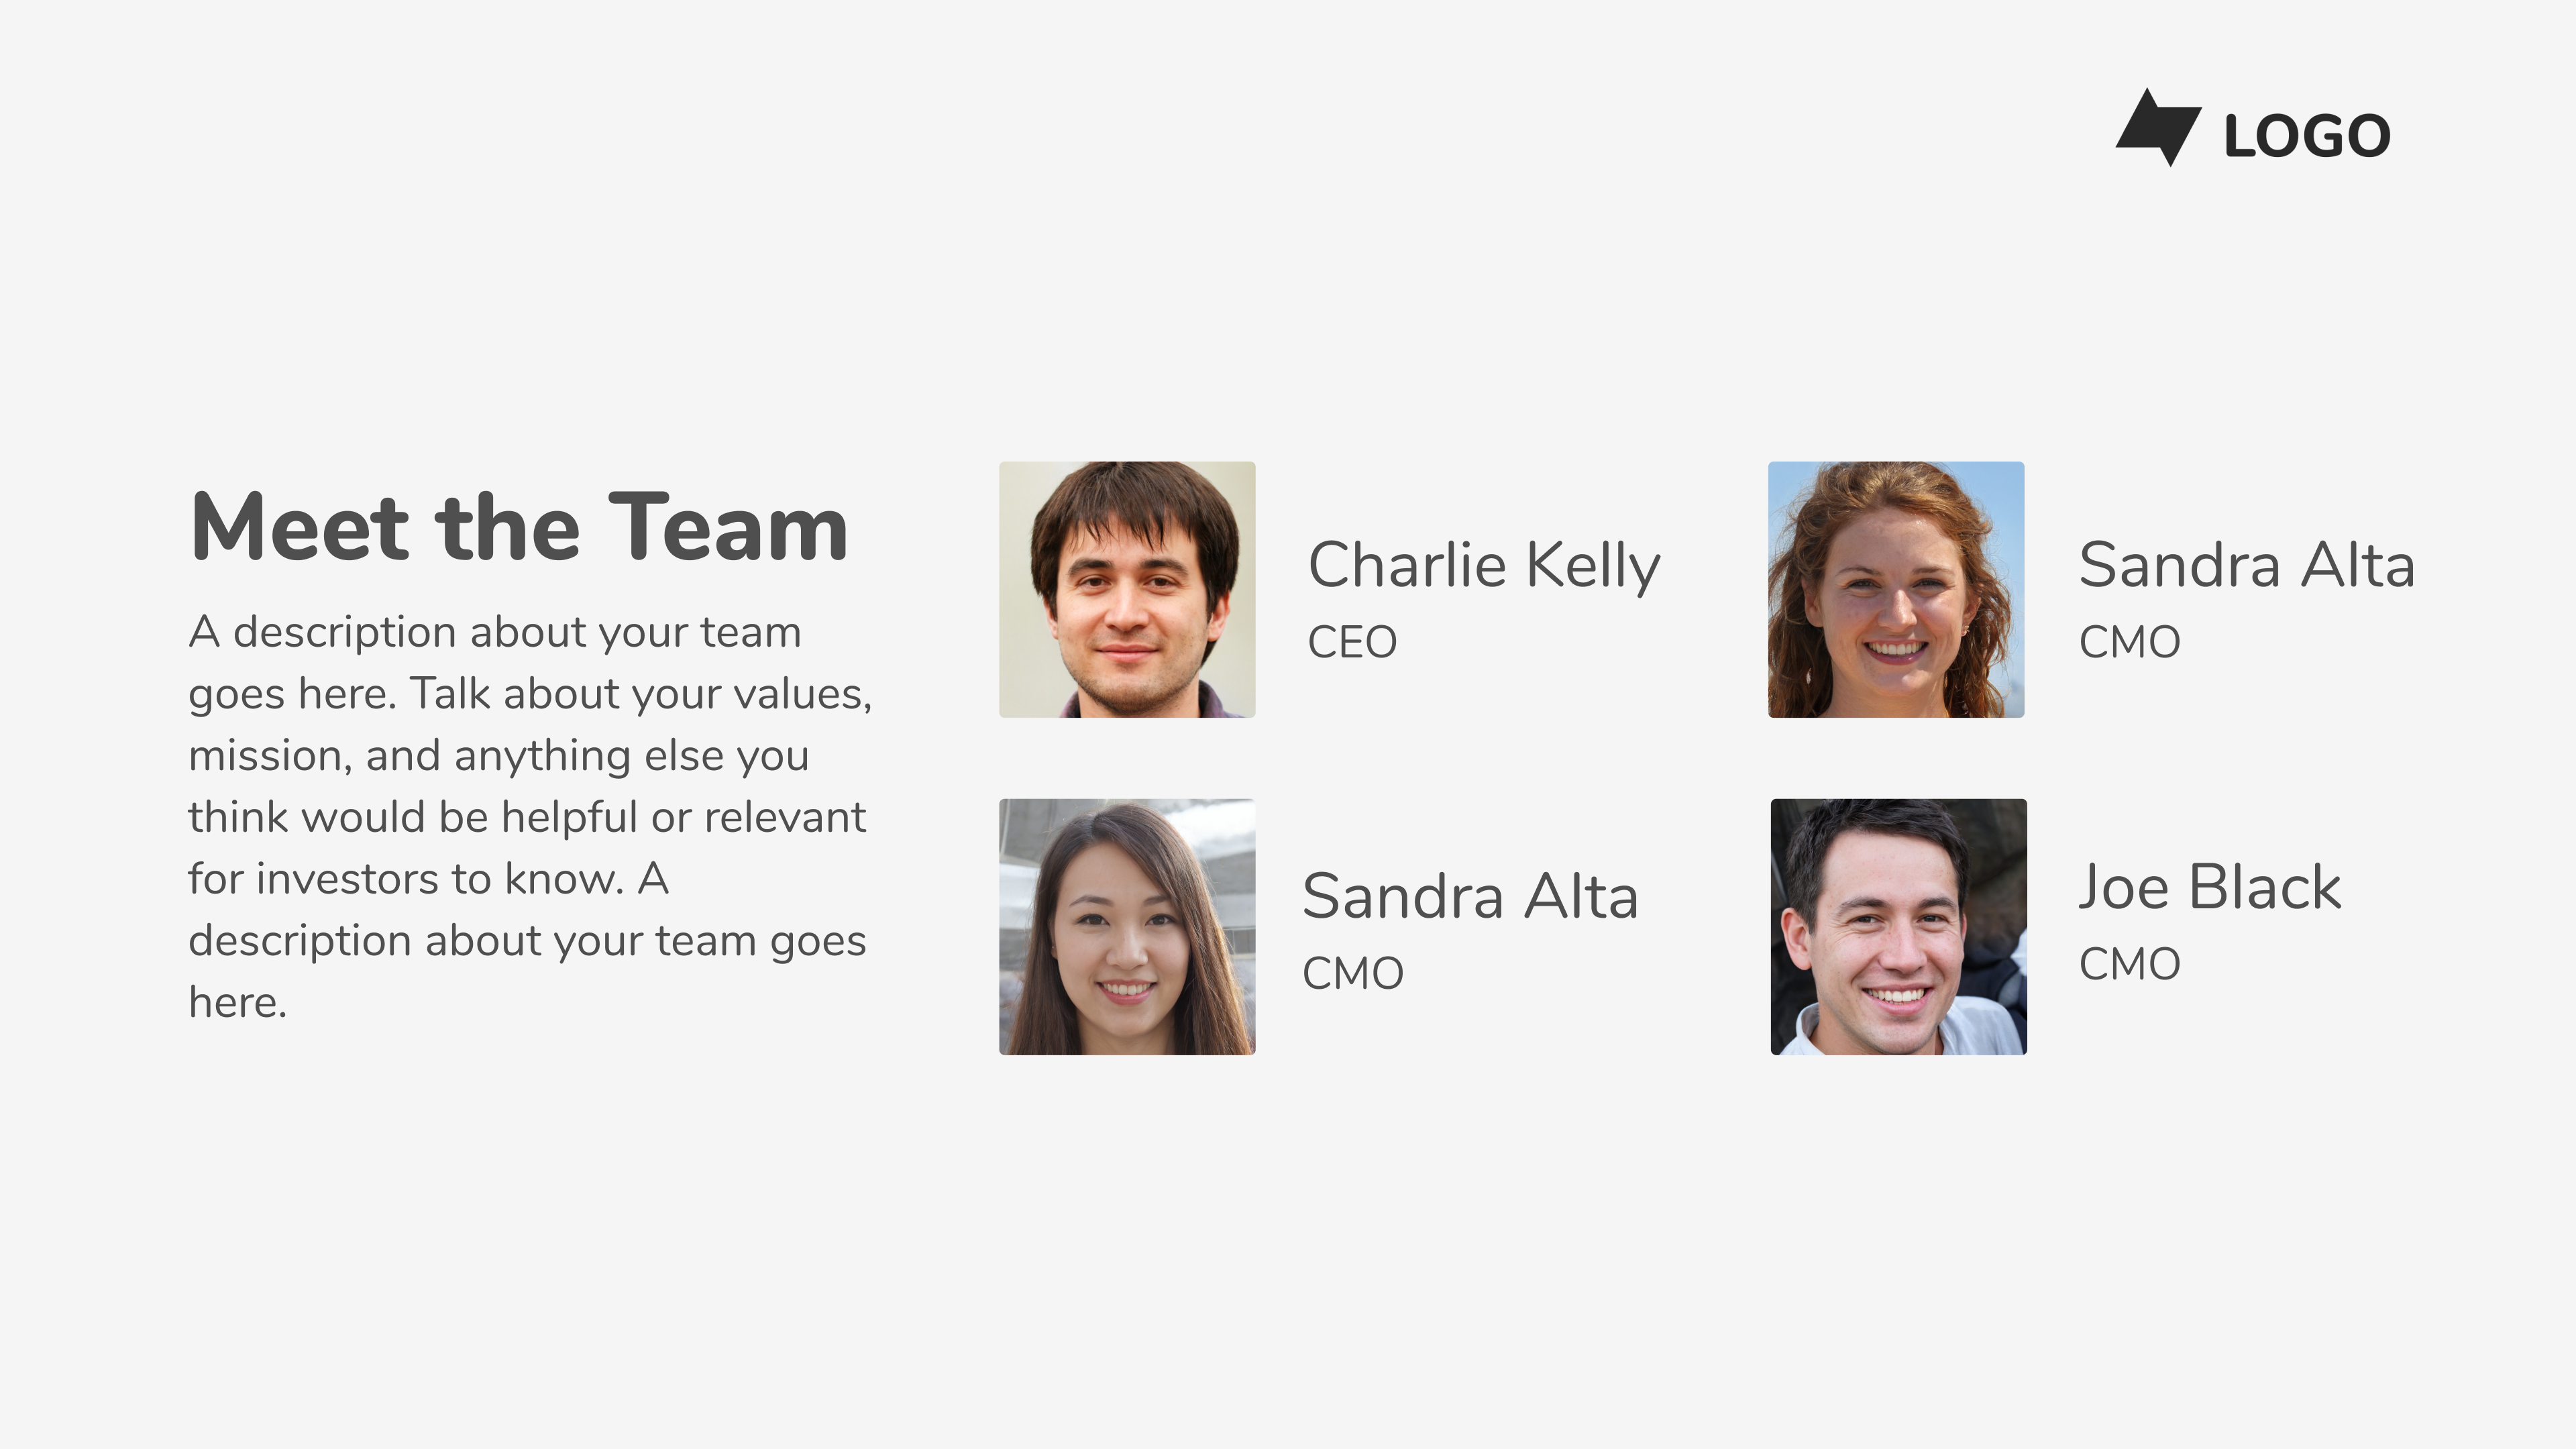 LOGO
Meet the Team
A description about your team
goes here. Talk about your values,
mission, and anything else you
think would be helpful or relevant
for investors to know. A
description about your team goes
here.
Charlie Kelly
CEO
Sandra Alta
CMO
Sandra Alta
CMO
Joe Black
CMO